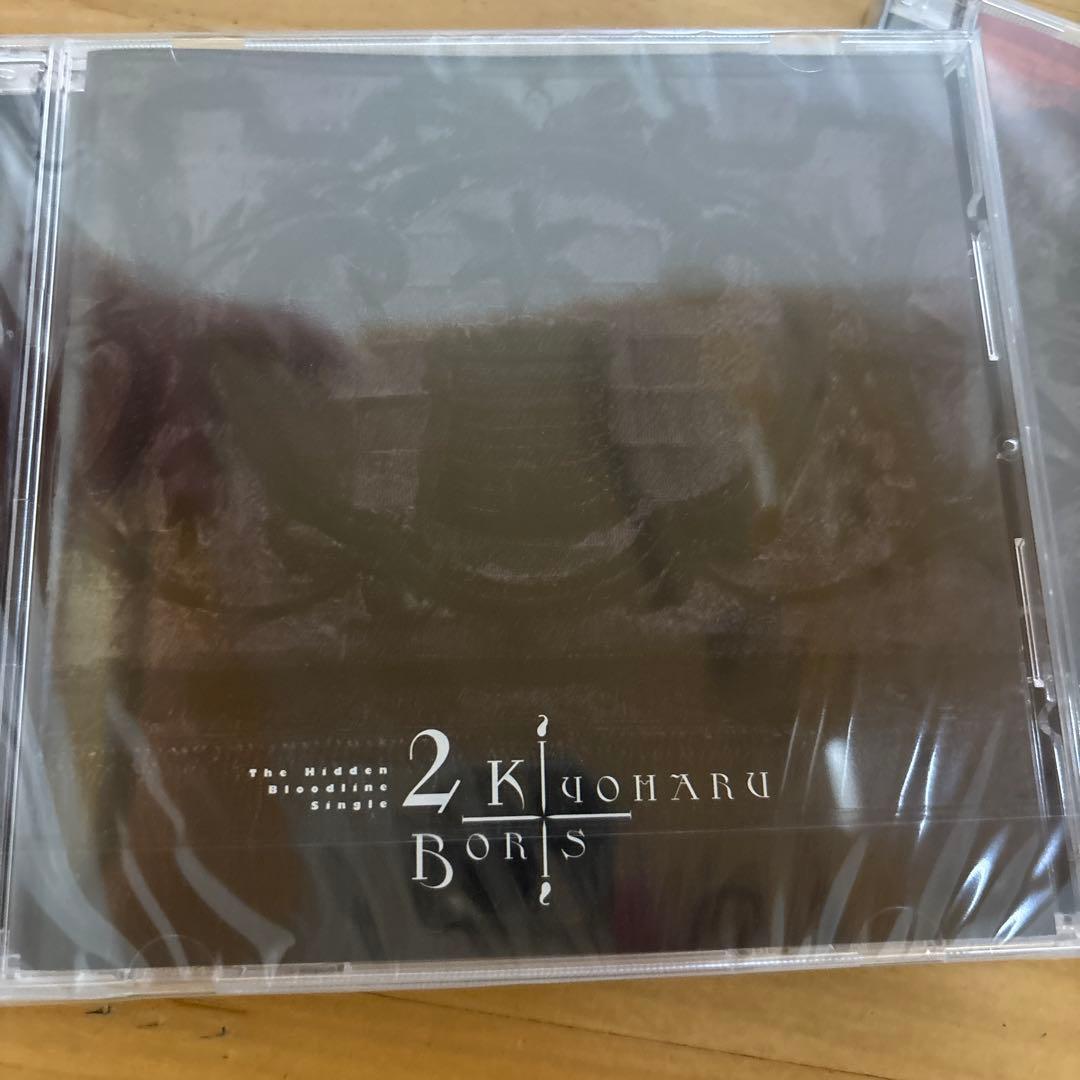 The Hidden
Bloodline
Single
2
KiyOHARU
BORiS